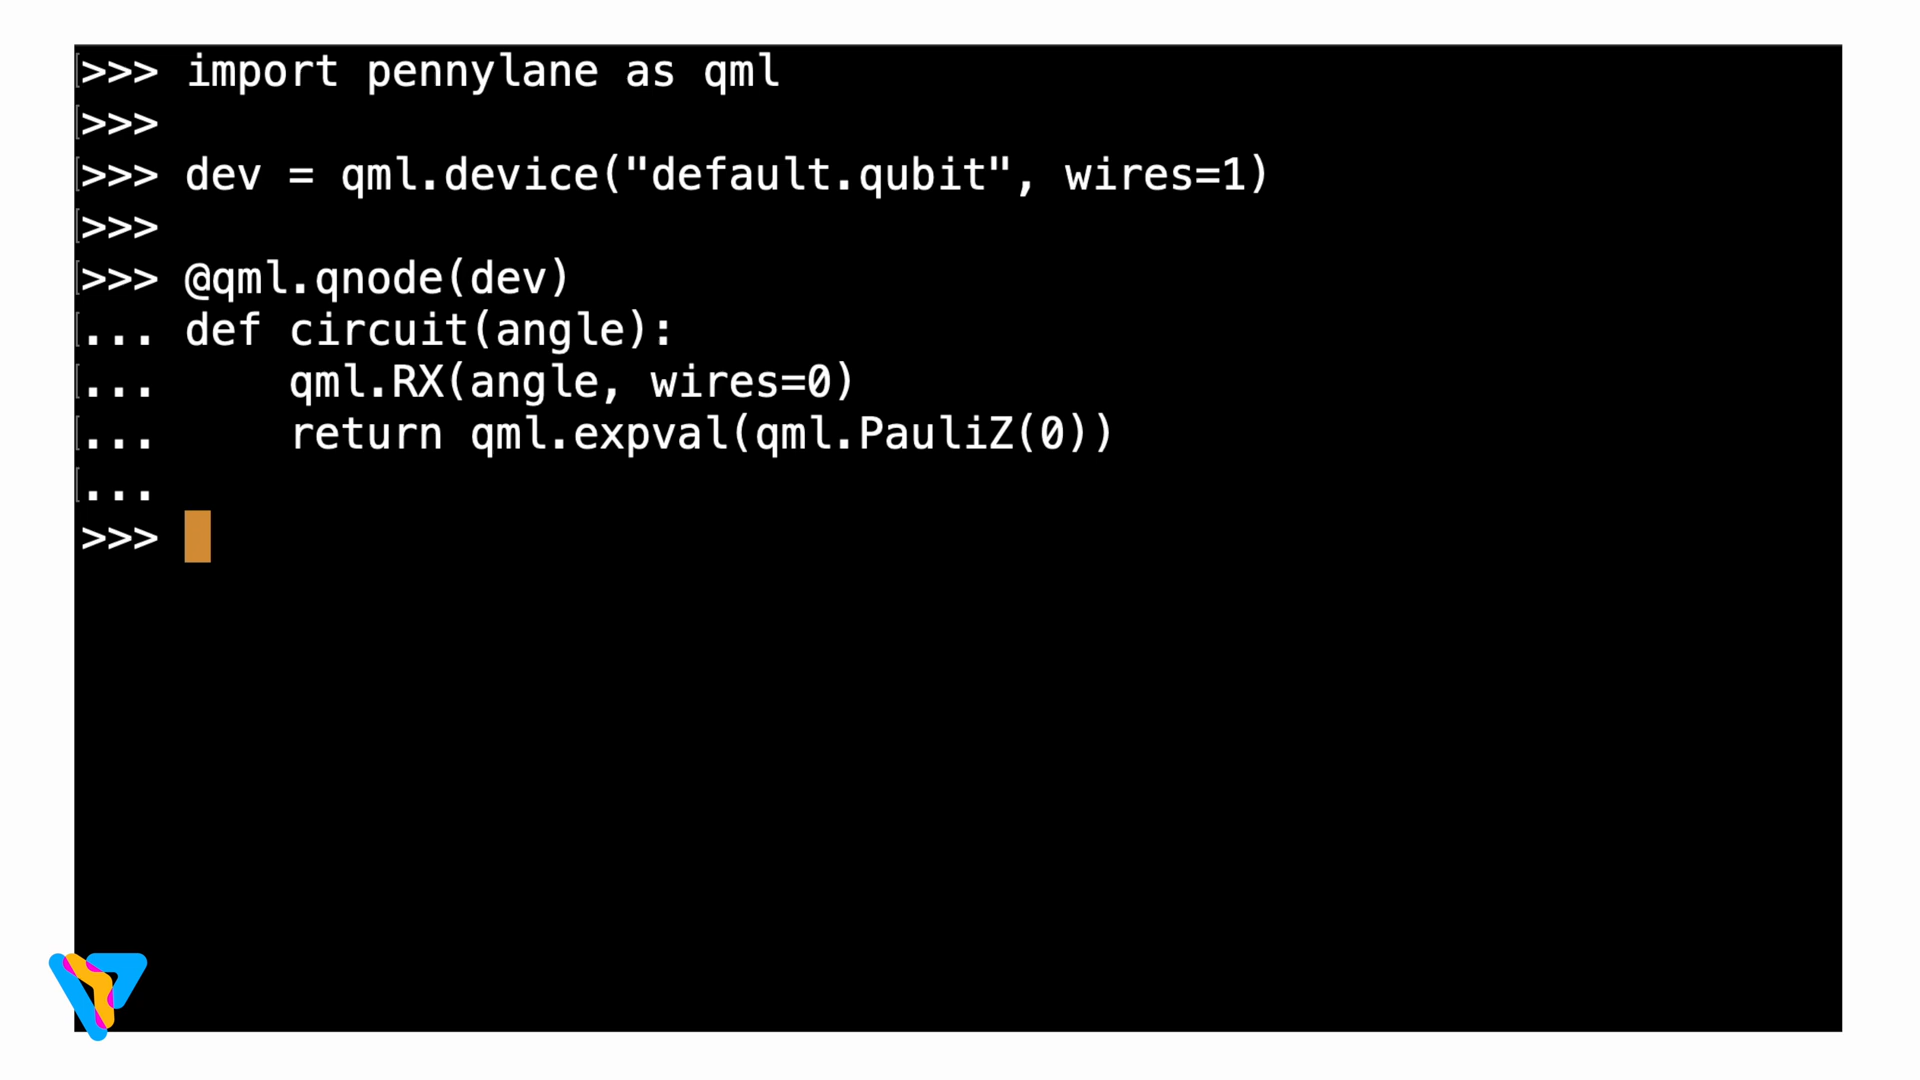 >>> import pennylane as qml
>>>
>>> dev = qml.device("default.qubit", wires=1)
>>>
>>> @qml.qnode(dev)
... def circuit(angle):
...     qml.RX(angle, wires=0)
...     return qml.expval(qml.PauliZ(0))
...
>>>